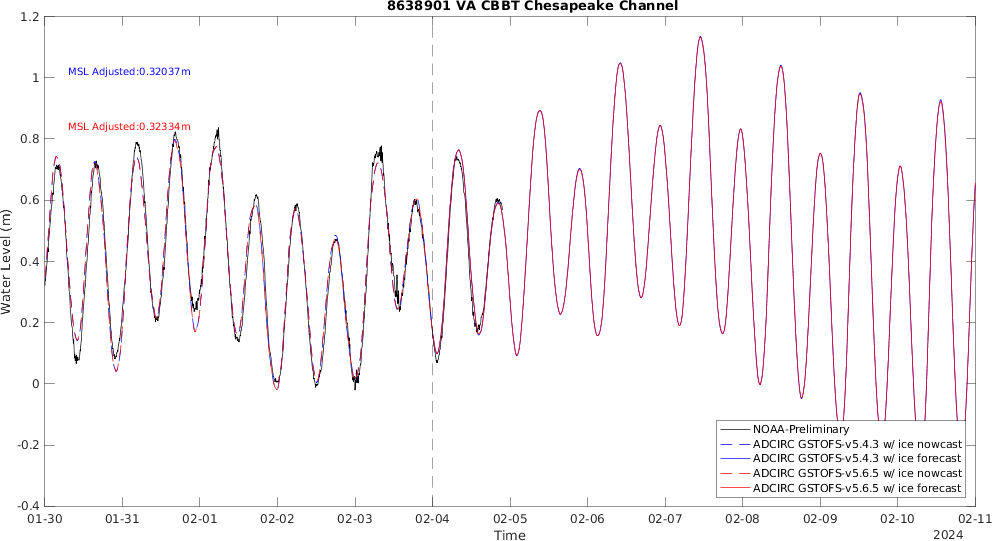 8638901 VA CBBT Chesapeake Channel
MSL Adjusted:0.32037m
MSL Adjusted:0.32334m
1.2
1
0.8
0.6
0.4
0.2
0
-0.2
-0.4
Water Level (m)
NOAA-Preliminary
ADCIRC GSTOFS-v5.4.3 w/ ice nowcast
ADCIRC GSTOFS-v5.4.3 w/ ice forecast
ADCIRC GSTOFS-v5.6.5 w/ ice nowcast
ADCIRC GSTOFS-v5.6.5 w/ ice forecast
01-30 01-31 02-01 02-02 02-03 02-04 02-05 02-06 02-07 02-08 02-09 02-10 02-11
Time
2024